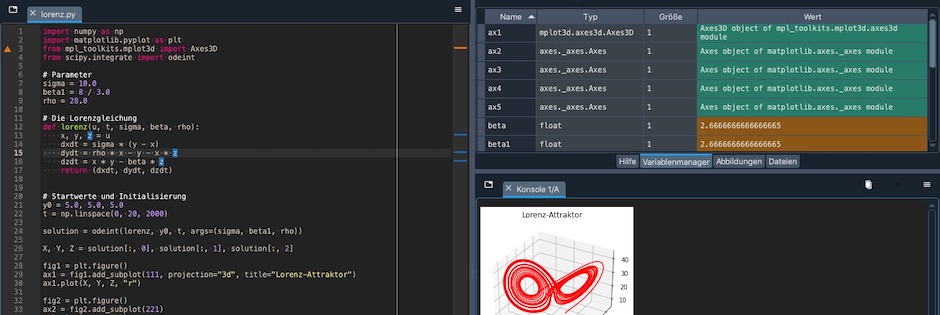 lorenz.py
1 import numpy as np
2 import matplotlib.pyplot as plt
3 from mpl_toolkits.mplot3d import Axes3D
4 from scipy.integrate import odeint
5
6 # Parameter
7 sigma = 10.0
8 beta1 = 8 / 3.0
9 rho = 28.0
10
11 # Die Lorenzgleichung
12 def lorenz(u, t, sigma, beta, rho):
13 x, y, z = u
14 dxdt = sigma * (y - x)
15 dydt = rho * x - y - x * z
16 dzdt = x * y - beta * z
17 return (dxdt, dydt, dzdt)
18
19
20 # Startwerte und Initialisierung
21 y0 = 5.0, 5.0, 5.0
22 t = np.linspace(0, 20, 2000)
23
24 solution = odeint(lorenz, y0, t, args=(sigma, beta1, rho))
25
26 X, Y, Z = solution[:, 0], solution[:, 1], solution[:, 2]
27
28 fig1 = plt.figure()
29 ax1 = fig1.add_subplot(111, projection="3d", title="Lorenz-Attraktor")
30 ax1.plot(X, Y, Z, "r")
31
32 fig2 = plt.figure()
33 ax2 = fig2.add_subplot(221)
Name Typ Größe Wert
ax1 mplot3d.axes3d.Axes3D 1 Axes3D object of mpl_toolkits.mplot3d.axes3d
module
ax2 axes._axes.Axes 1 Axes object of matplotlib.axes._axes module
ax3 axes._axes.Axes 1 Axes object of matplotlib.axes._axes module
ax4 axes._axes.Axes 1 Axes object of matplotlib.axes._axes module
ax5 axes._axes.Axes 1 Axes object of matplotlib.axes._axes module
beta float 1 2.6666666666666665
beta1 float 1 2.6666666666666665
Hilfe Variablenmanager Abbildungen Dateien
Konsole 1/A
Lorenz-Attraktor
40
30
20
10